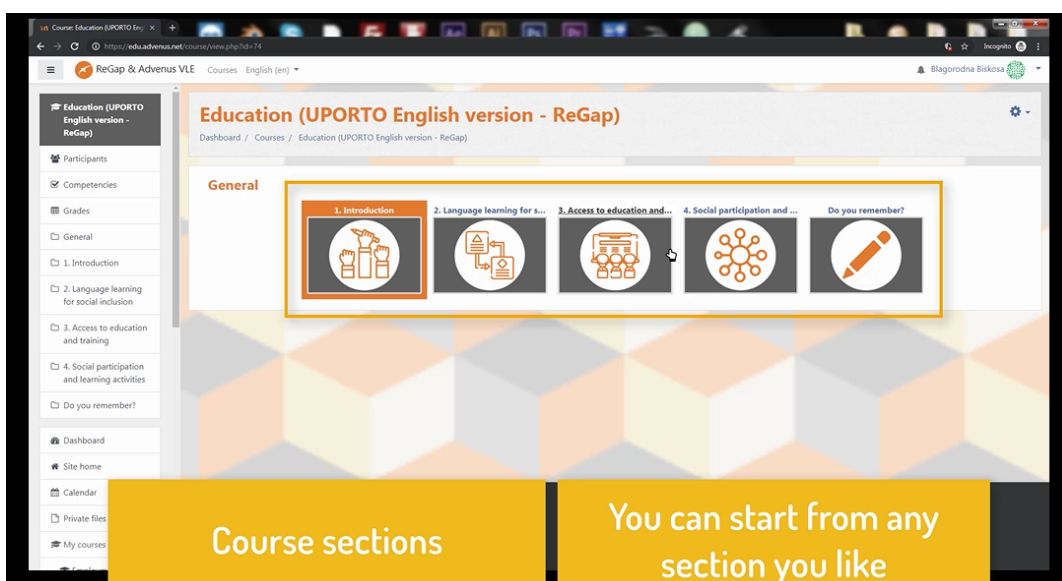 Course: Education (UPORTO Eng
https://edu.advenus.net/course/view.php?id=74
Incognito
ReGap & Advenus VLE
Courses
English (en)
Blagorodna Biskosa
Education (UPORTO
English version -
ReGap)
Participants
Competencies
Grades
General
1. Introduction
2. Language learning
for social inclusion
3. Access to education
and training
4. Social participation
and learning activities
Do you remember?
Dashboard
Site home
Calendar
Private files
My courses
Education (UPORTO English version - ReGap)
Dashboard / Courses / Education (UPORTO English version - ReGap)
General
1. Introduction
2. Language learning for s...
3. Access to education and...
4. Social participation and ...
Do you remember?
Course sections
You can start from any
section you like